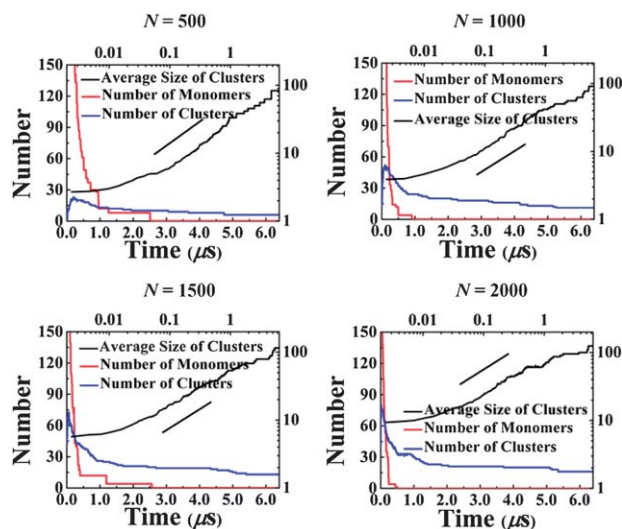 N = 500
0.01 0.1 1
150
120
90
60
30
0
Number
Average Size of Clusters
Number of Monomers
Number of Clusters
100
10
1
0.0 1.0 2.0 3.0 4.0 5.0 6.0
Time (μs)
N = 1000
0.01 0.1 1
150
120
90
60
30
0
Number
Number of Monomers
Number of Clusters
Average Size of Clusters
100
10
1
0.0 1.0 2.0 3.0 4.0 5.0 6.0
Time (μs)
N = 1500
0.01 0.1 1
150
120
90
60
30
0
Number
Average Size of Clusters
Number of Monomers
Number of Clusters
100
10
1
0.0 1.0 2.0 3.0 4.0 5.0 6.0
Time (μs)
N = 2000
0.01 0.1 1
150
120
90
60
30
0
Number
Average Size of Clusters
Number of Monomers
Number of Clusters
100
10
1
0.0 1.0 2.0 3.0 4.0 5.0 6.0
Time (μs)